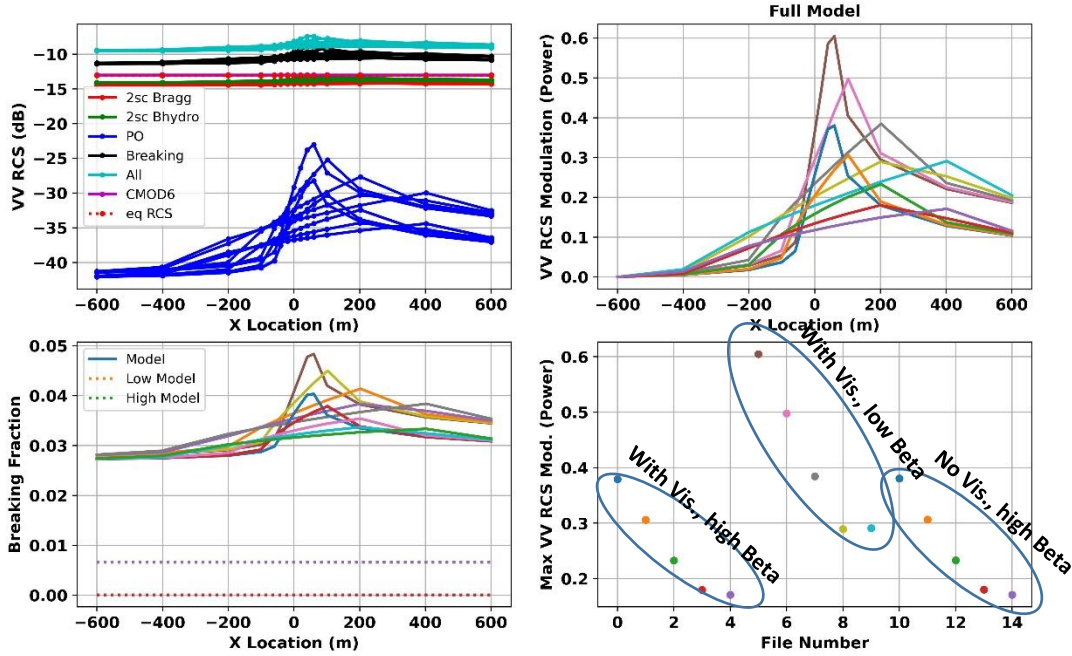 Full Model
−10
−15
−20
−25
−30
−35
−40
VV RCS (dB)
2sc Bragg
2sc Bhydro
PO
Breaking
All
CMOD6
eq RCS
−600 −400 −200 0 200 400 600
X Location (m)
0.6
0.5
0.4
0.3
0.2
0.1
0.0
VV RCS Modulation (Power)
−600 −400 −200 0 200 400 600
X Location (m)
0.05
0.04
0.03
0.02
0.01
0.00
Breaking Fraction
Model
Low Model
High Model
−600 −400 −200 0 200 400 600
X Location (m)
0.6
0.5
0.4
0.3
0.2
Max VV RCS Mod. (Power)
With Vis., high Beta
With Vis., low Beta
No Vis., high Beta
0 2 4 6 8 10 12 14
File Number